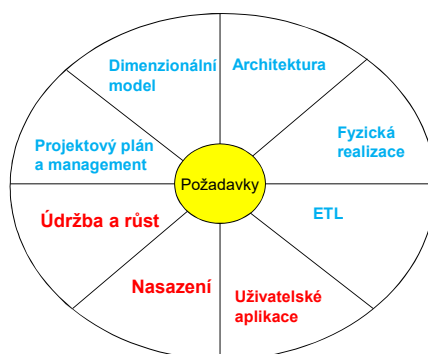 Dimenzionální
model
Architektura
Fyzická
realizace
ETL
Uživatelské
aplikace
Nasazení
Údržba a růst
Projektový plán
a management
Požadavky